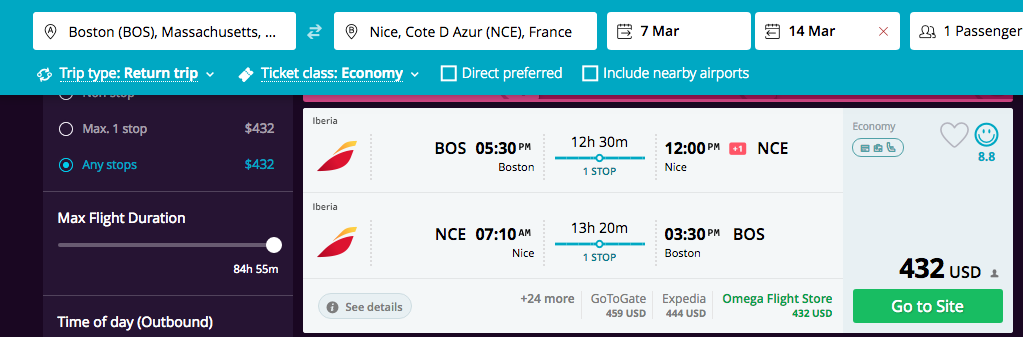 A Boston (BOS), Massachusetts, ...
B Nice, Cote D Azur (NCE), France
7 Mar
14 Mar
1 Passenger
Trip type: Return trip
Ticket class: Economy
Direct preferred
Include nearby airports
Non stop
Max. 1 stop $432
Any stops $432
Max Flight Duration
84h 55m
Time of day (Outbound)
Iberia
BOS 05:30 PM
Boston
12h 30m
1 STOP
12:00 PM +1 NCE
Nice
Iberia
NCE 07:10 AM
Nice
13h 20m
1 STOP
03:30 PM BOS
Boston
See details
+24 more
GoToGate
459 USD
Expedia
444 USD
Omega Flight Store
432 USD
Economy
8.8
432 USD
Go to Site